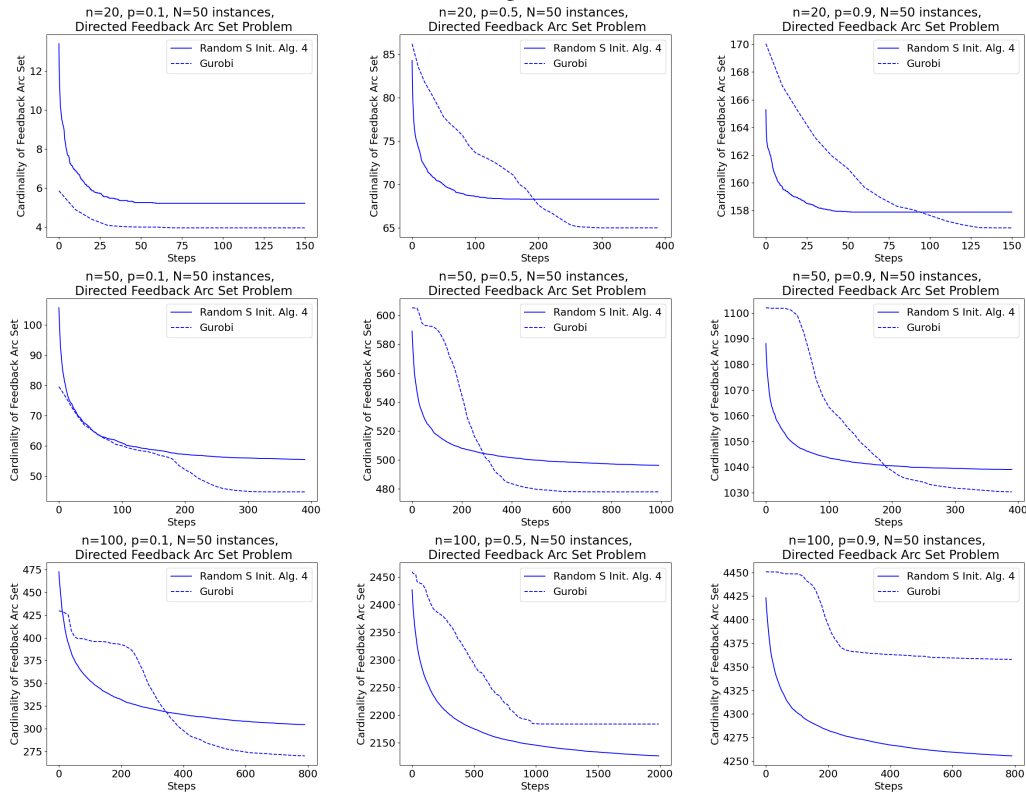 n=20, p=0.1, N=50 instances,
Directed Feedback Arc Set Problem
Random S Init. Alg. 4
Gurobi
Cardinality of Feedback Arc Set
12
10
8
6
4
0
25
50
75
100
125
150
Steps
n=20, p=0.5, N=50 instances,
Directed Feedback Arc Set Problem
Random S Init. Alg. 4
Gurobi
Cardinality of Feedback Arc Set
85
80
75
70
65
0
100
200
300
400
Steps
n=20, p=0.9, N=50 instances,
Directed Feedback Arc Set Problem
Random S Init. Alg. 4
Gurobi
Cardinality of Feedback Arc Set
170
168
166
164
162
160
158
0
25
50
75
100
125
150
Steps
n=50, p=0.1, N=50 instances,
Directed Feedback Arc Set Problem
Random S Init. Alg. 4
Gurobi
Cardinality of Feedback Arc Set
100
90
80
70
60
50
0
100
200
300
400
Steps
n=50, p=0.5, N=50 instances,
Directed Feedback Arc Set Problem
Random S Init. Alg. 4
Gurobi
Cardinality of Feedback Arc Set
600
580
560
540
520
500
480
0
200
400
600
800
1000
Steps
n=50, p=0.9, N=50 instances,
Directed Feedback Arc Set Problem
Random S Init. Alg. 4
Gurobi
Cardinality of Feedback Arc Set
1100
1090
1080
1070
1060
1050
1040
1030
0
100
200
300
400
Steps
n=100, p=0.1, N=50 instances,
Directed Feedback Arc Set Problem
Random S Init. Alg. 4
Gurobi
Cardinality of Feedback Arc Set
475
450
425
400
375
350
325
300
275
0
200
400
600
800
Steps
n=100, p=0.5, N=50 instances,
Directed Feedback Arc Set Problem
Random S Init. Alg. 4
Gurobi
Cardinality of Feedback Arc Set
2450
2400
2350
2300
2250
2200
2150
0
500
1000
1500
2000
Steps
n=100, p=0.9, N=50 instances,
Directed Feedback Arc Set Problem
Random S Init. Alg. 4
Gurobi
Cardinality of Feedback Arc Set
4450
4425
4400
4375
4350
4325
4300
4275
4250
0
200
400
600
800
Steps